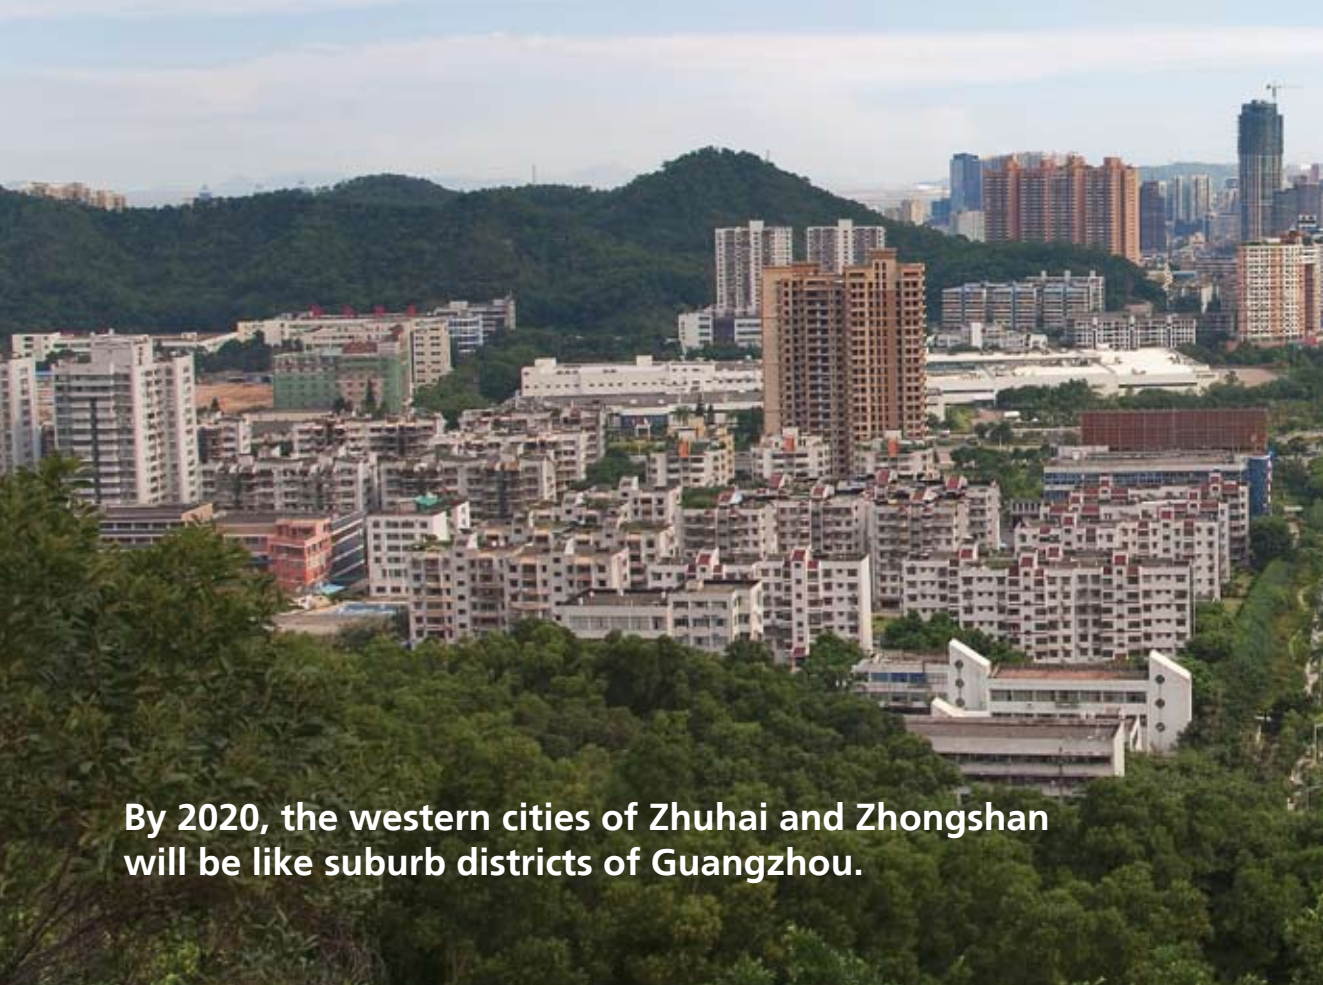 By 2020, the western cities of Zhuhai and Zhongshan
will be like suburb districts of Guangzhou.